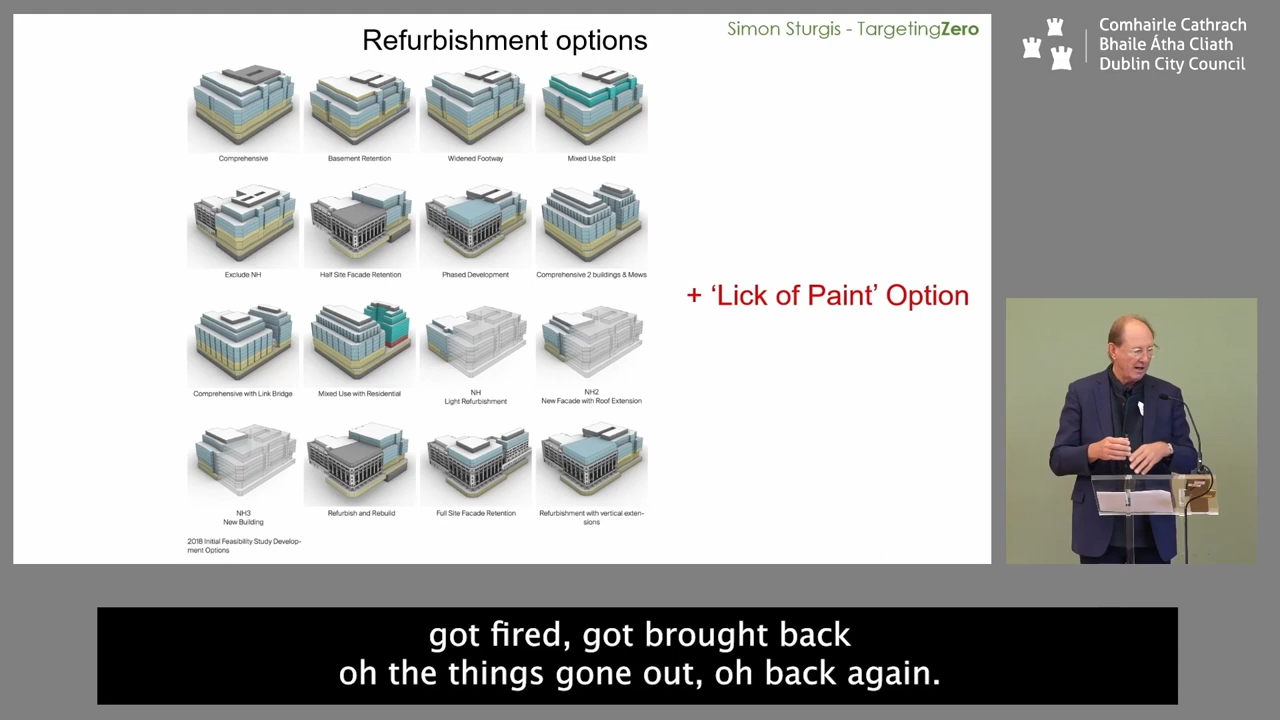 Refurbishment options
Simon Sturgis - TargetingZero
Comhairle Cathrach
Bhaile Átha Cliath
Dublin City Council
Comprehensive
Basement Retention
Widened Footway
Mixed Use Split
Exclude NH
Half Site Facade Retention
Phased Development
Comprehensive 2 buildings & Mews
+ ‘Lick of Paint’ Option
Comprehensive with Link Bridge
Mixed Use with Residential
NH
Light Refurbishment
NH2
New Facade with Roof Extension
NH3
New Building
Refurbish and Rebuild
Full Site Facade Retention
Refurbishment with vertical exten-
sions
2018 Initial Feasibility Study Develop-
ment Options
got fired, got brought back
oh the things gone out, oh back again.